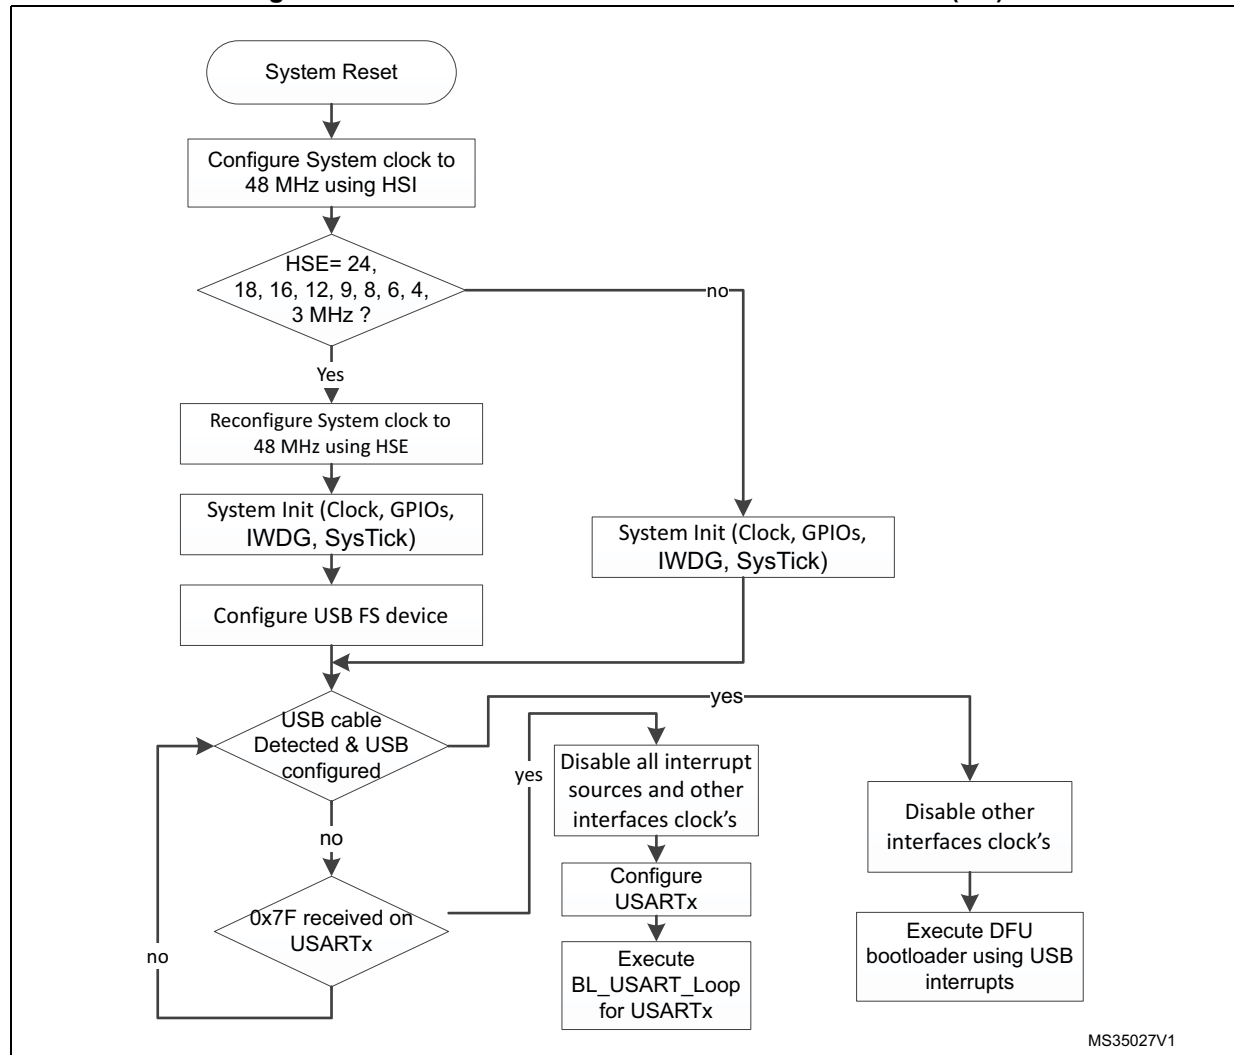 System Reset
Configure System clock to
48 MHz using HSI
HSE= 24,
18, 16, 12, 9, 8, 6, 4,
3 MHz ?
no
Yes
Reconfigure System clock to
48 MHz using HSE
System Init (Clock, GPIOs,
IWDG, SysTick)
System Init (Clock, GPIOs,
IWDG, SysTick)
Configure USB FS device
USB cable
Detected & USB
configured
yes
yes
Disable all interrupt
sources and other
interfaces clock's
Disable other
interfaces clock's
no
0x7F received on
USARTx
no
Configure
USARTx
Execute
BL_USART_Loop
for USARTx
Execute DFU
bootloader using USB
interrupts
MS35027V1